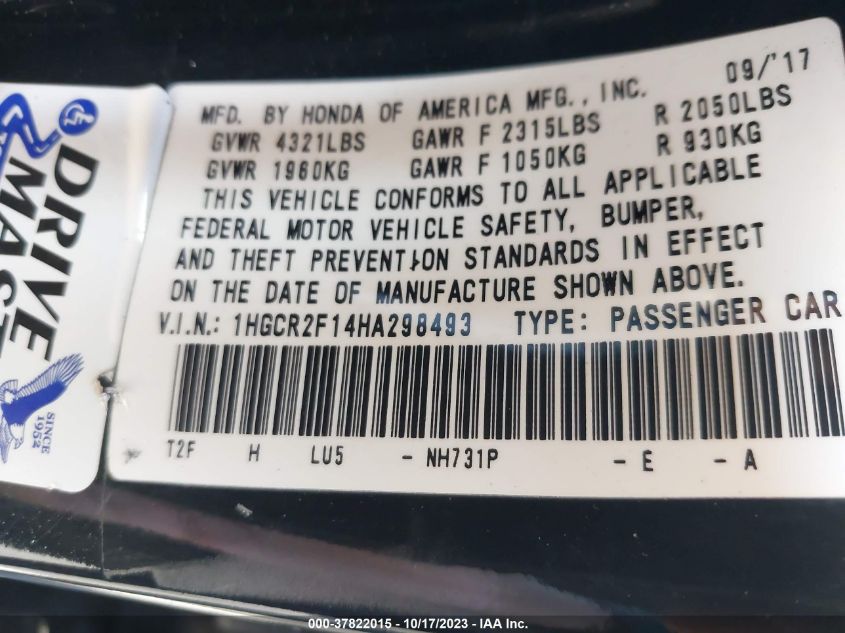 09/'17
MFD. BY HONDA OF AMERICA MFG., INC.
GVWR 4321LBS GAWR F 2315LBS R 2050LBS
GVWR 1960KG GAWR F 1050KG R 930KG
THIS VEHICLE CONFORMS TO ALL APPLICABLE
FEDERAL MOTOR VEHICLE SAFETY, BUMPER,
AND THEFT PREVENTION STANDARDS IN EFFECT
ON THE DATE OF MANUFACTURE SHOWN ABOVE.
V.I.N.: 1HGCR2F14HA298493 TYPE: PASSENGER CAR
T2F H LU5 - NH731P - E - A
DRIVE
MAST
SINCE
1952
000-37822015 - 10/17/2023 - IAA Inc.